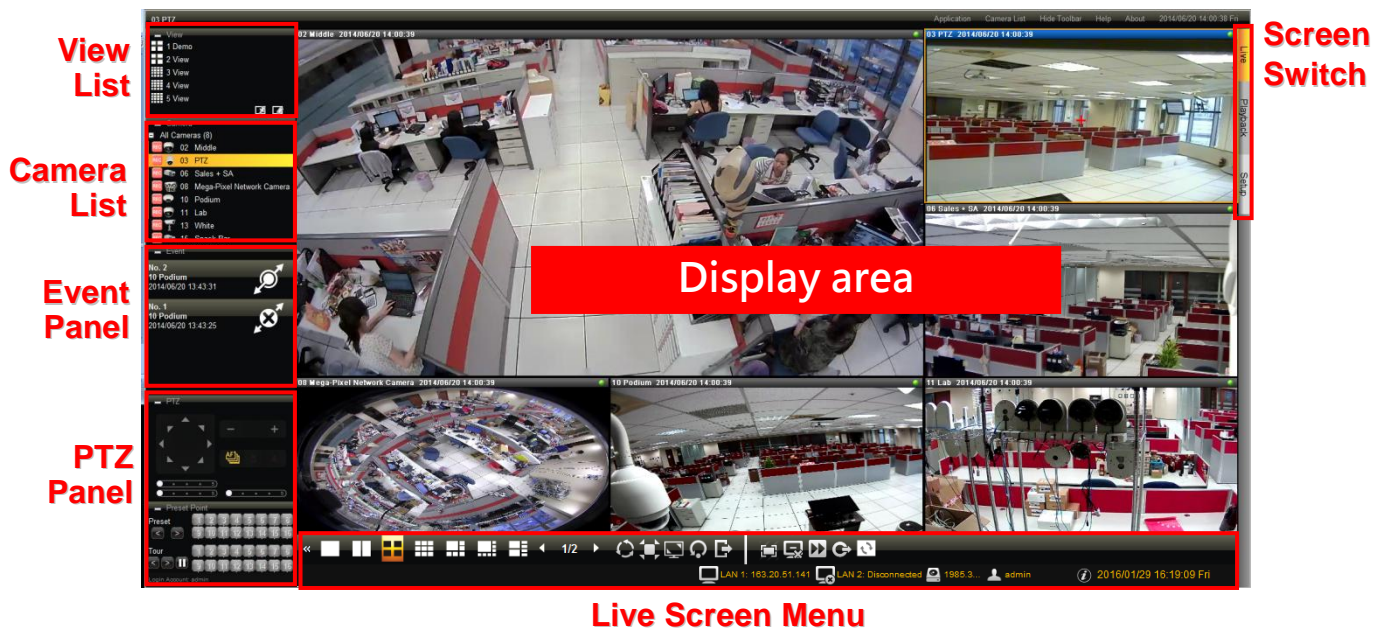 03 PTZ
Application Camera List Hide Toolbar Help About 2014/06/20 14:00:38 Fri
View List
View
1 Demo
2 View
3 View
4 View
5 View
02 Middle 2014/06/20 14:00:39
03 PTZ 2014/06/20 14:00:39
Screen Switch
Live
Playback
Setup
Camera List
All Cameras (8)
02 Middle
03 PTZ
06 Sales + SA
08 Mega-Pixel Network Camera
10 Podium
11 Lab
13 White
06 Sales + SA 2014/06/20 14:00:39
Display area
Event Panel
Event
No. 2
10 Podium
2014/06/20 13:43:31
No. 1
10 Podium
2014/06/20 13:43:25
08 Mega-Pixel Network Camera 2014/06/20 14:00:39
10 Podium 2014/06/20 14:00:39
11 Lab 2014/06/20 14:00:39
PTZ Panel
PTZ
AF
Preset Point
Preset
Tour
Login Account: admin
1/2
LAN 1: 163.20.51.141 LAN 2: Disconnected 1985.3... admin 2016/01/29 16:19:09 Fri
Live Screen Menu